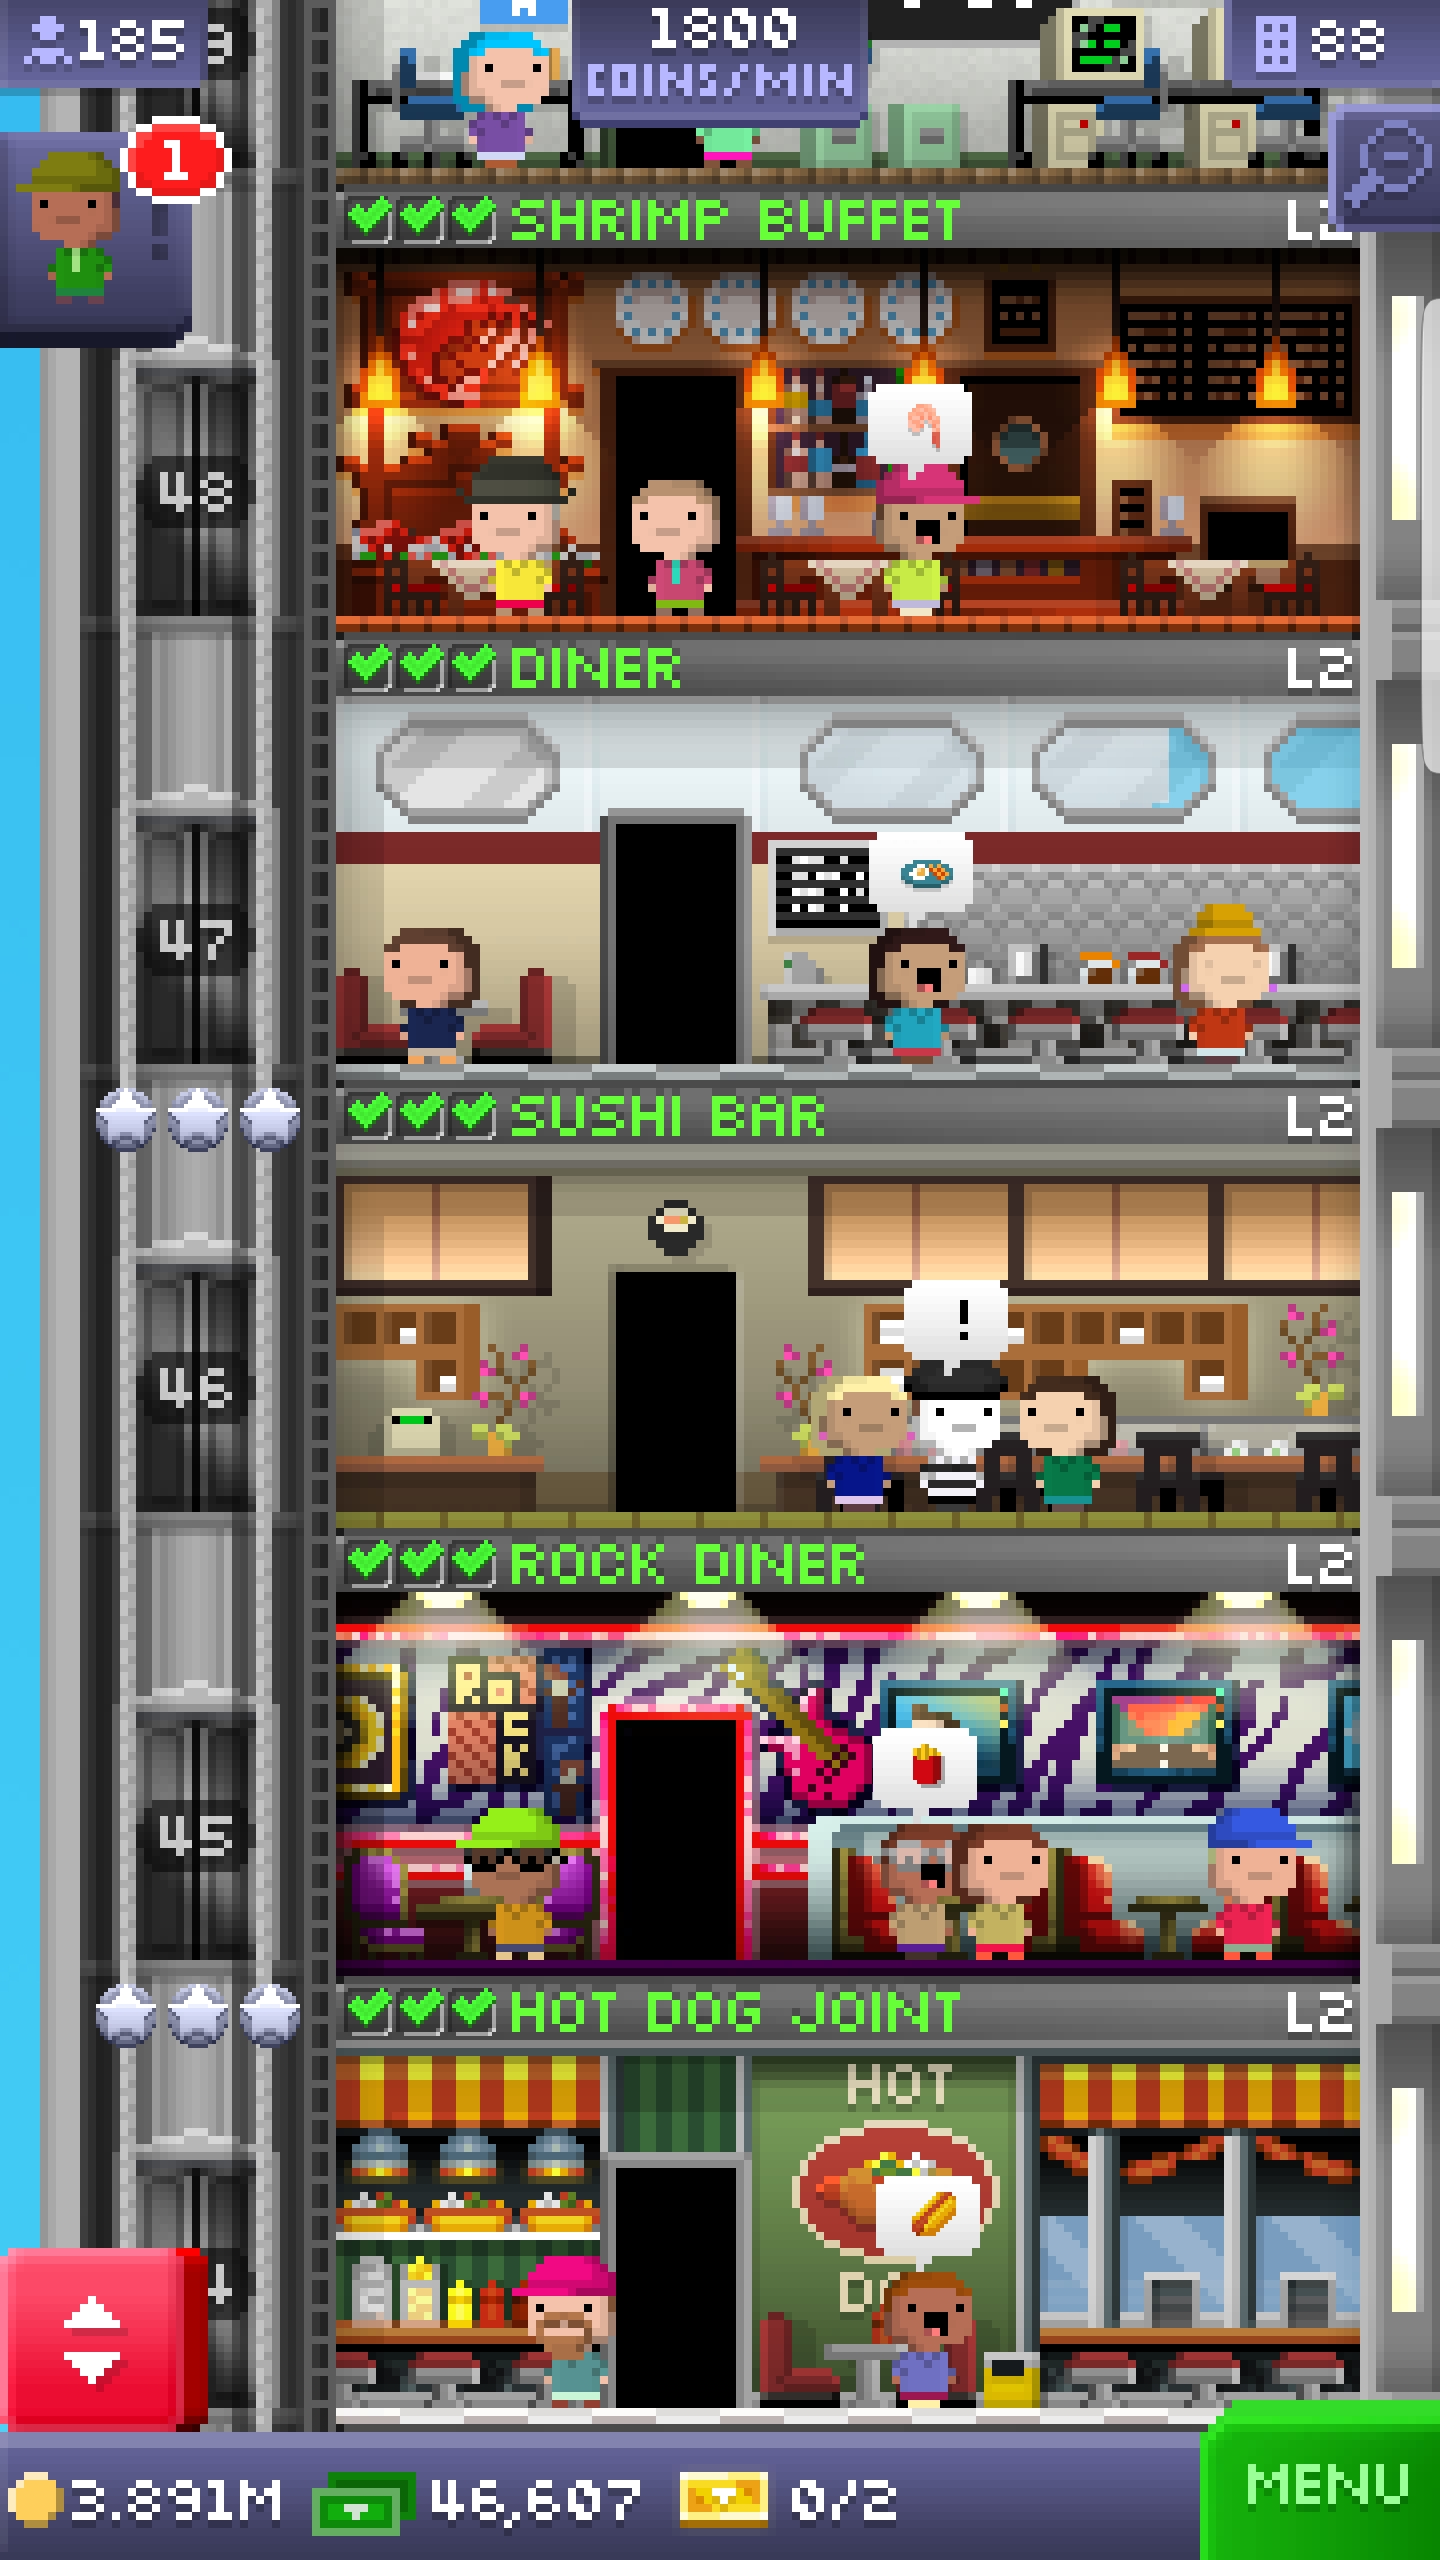 185
1800
COINS/MIN
88
1
SHRIMP BUFFET
48
DINER L2
47
SUSHI BAR L2
!
46
ROCK DINER L2
ROCK
45
HOT DOG JOINT L2
HOT
3.891M 46,607 0/2 MENU